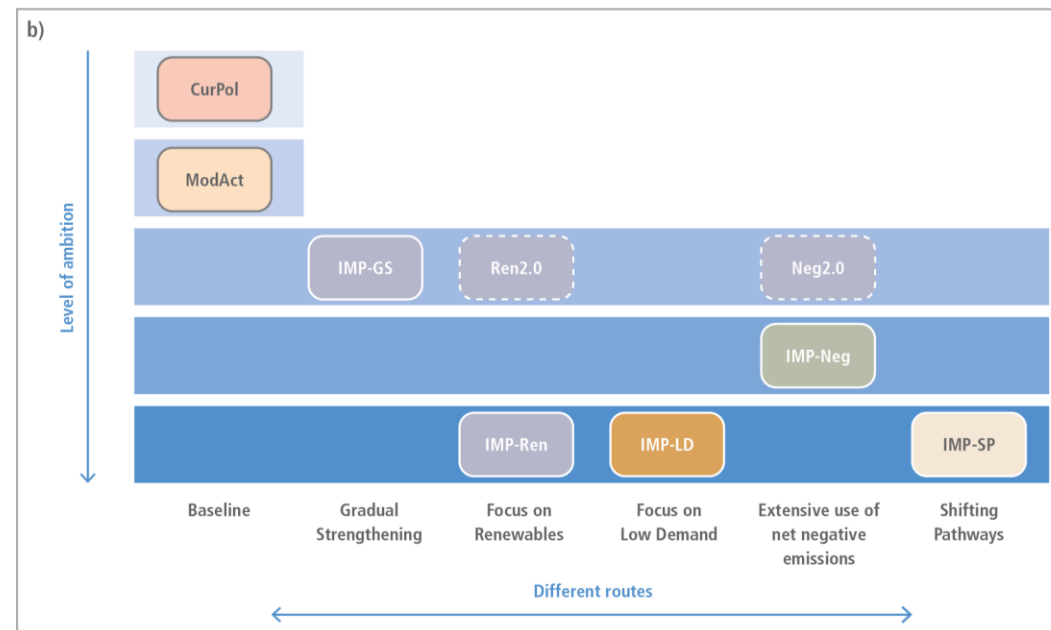 b)
Level of ambition
CurPol
ModAct
IMP-GS
Ren2.0
Neg2.0
IMP-Neg
IMP-Ren
IMP-LD
IMP-SP
Baseline
Gradual
Strengthening
Focus on
Renewables
Focus on
Low Demand
Extensive use of
net negative
emissions
Shifting
Pathways
Different routes